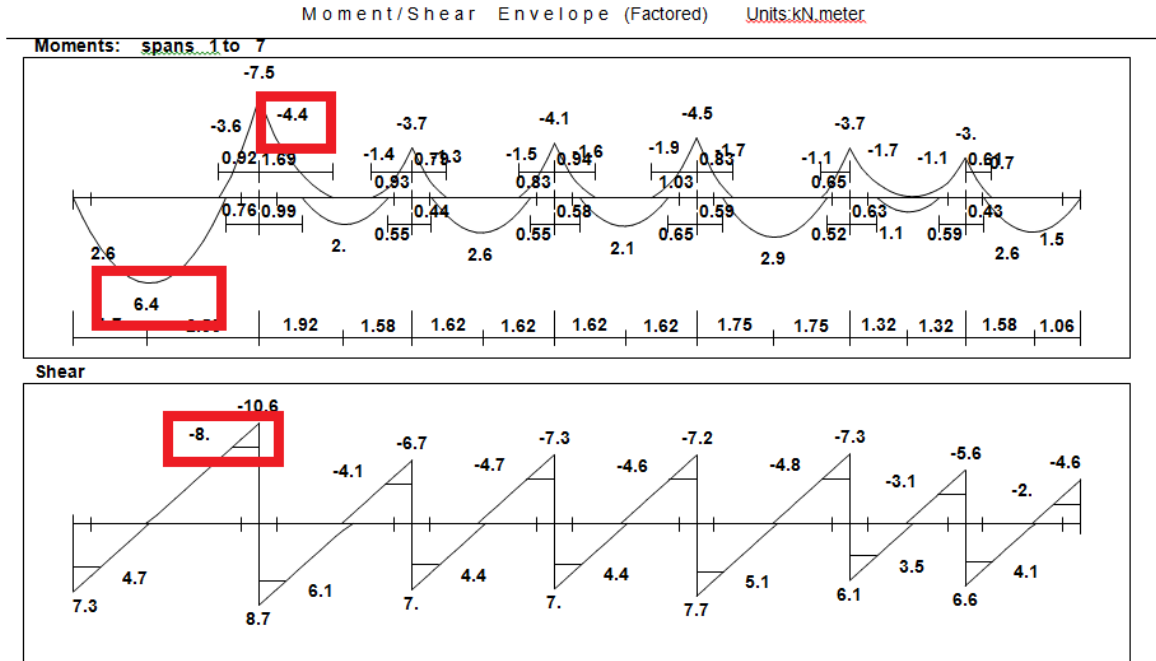 Moment/Shear Envelope (Factored) Units:kN,meter
Moments: spans 1 to 7
-7.5
-3.6 -4.4 -3.7 -4.1 -4.5 -3.7 -3.
-1.4 -1.5 -1.6 -1.9 -1.7 -1.1 -1.7 -1.1
0.92 1.69 0.79 0.94 0.83
0.93 0.83 1.03 0.65
0.76 0.99 0.44 0.58 0.59 0.63 0.43
0.55 0.55 0.65 0.52 0.59
2.6 2. 2.6 2.1 2.9 1.1 2.6 1.5
6.4
1.92 1.58 1.62 1.62 1.62 1.62 1.75 1.75 1.32 1.32 1.58 1.06
Shear
-10.6
-8. -6.7 -7.3 -7.2 -7.3 -5.6 -4.6
-4.1 -4.7 -4.6 -4.8 -3.1 -2.
4.7 6.1 4.4 4.4 5.1 3.5 4.1
7.3 8.7 7. 7. 7.7 6.1 6.6